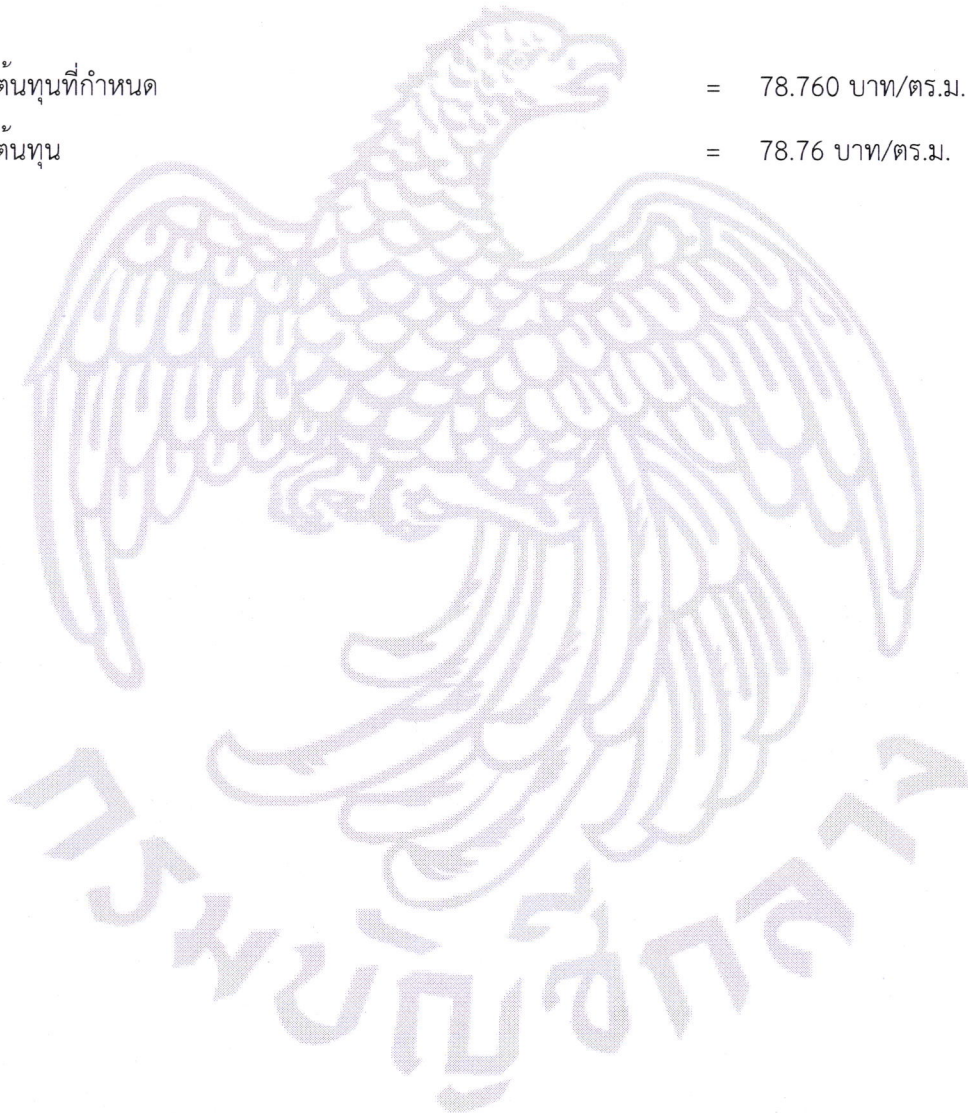 ต้นทุนที่กำหนด = 78.760 บาท/ตร.ม.
ต้นทุน = 78.76 บาท/ตร.ม.
กรมบัญชีกลาง